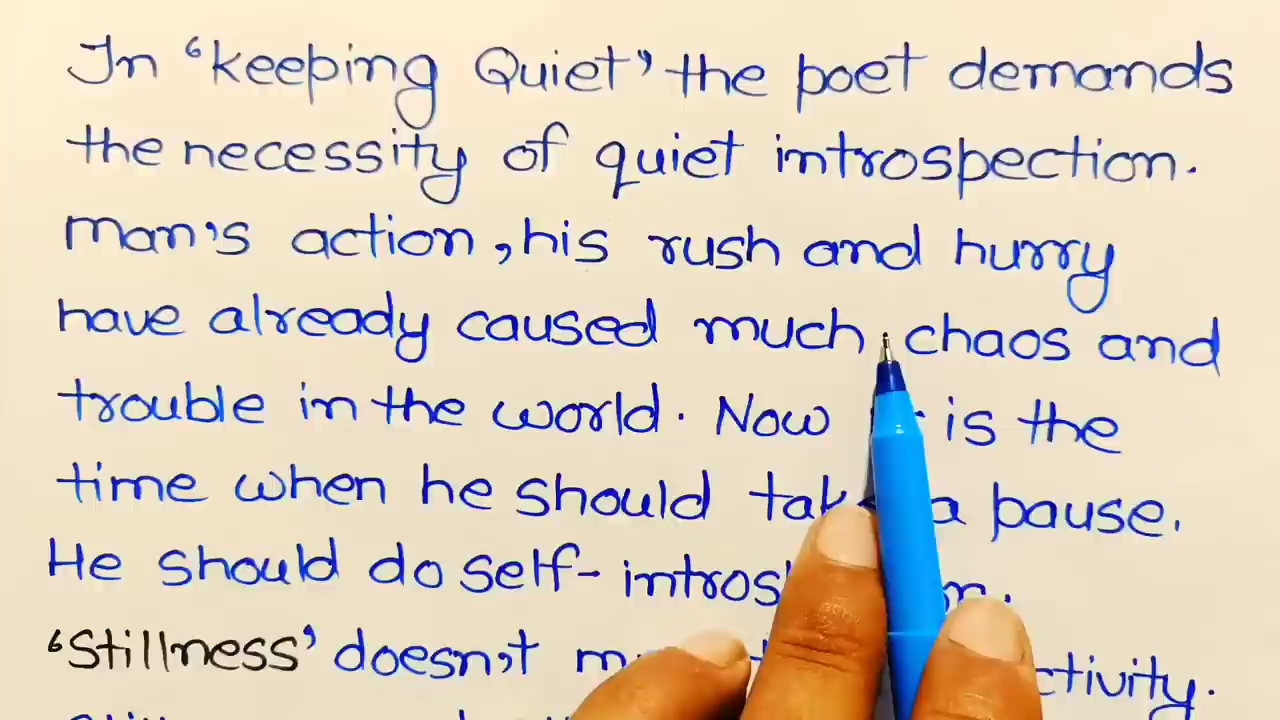 In 'keeping Quiet' the poet demands
the necessity of quiet introspection.
Man's action, his rush and hurry
have already caused much chaos and
trouble in the world. Now is the
time when he should a pause.
He should do self-
'Stillness' doesn't